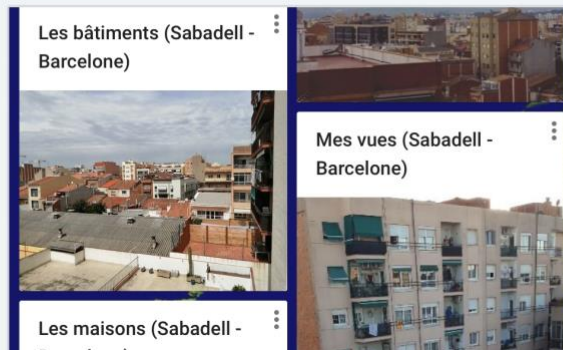 Les bâtiments (Sabadell -
Barcelone)
Mes vues (Sabadell -
Barcelone)
Les maisons (Sabadell -